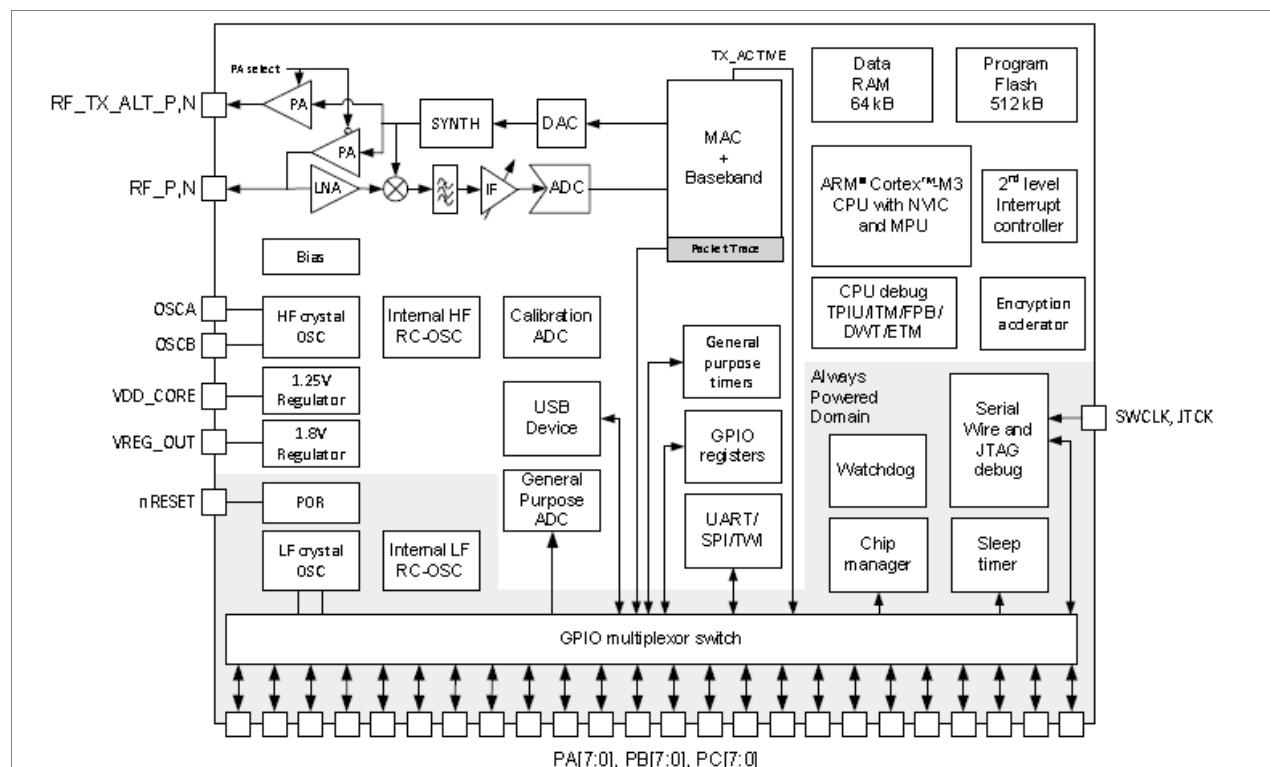 TX_ACTIVE
PA select
RF_TX_ALT_P,N
PA
SYNTH
DAC
MAC
+
Baseband
Data
RAM
64 kB
Program
Flash
512 kB
PA
RF_P,N
LNA
IF
ADC
ARM® Cortex™-M3
CPU with NVIC
and MPU
2nd level
Interrupt
controller
Packet Trace
Bias
OSCA
OSCB
HF crystal
OSC
Internal HF
RC-OSC
Calibration
ADC
General
purpose
timers
CPU debug
TPIU/ITM/FPB/
DWT/ETM
Encryption
acclerator
VDD_CORE
1.25V
Regulator
USB
Device
Always
Powered
Domain
Serial
Wire and
JTAG
debug
SWCLK, JTCK
VREG_OUT
1.8V
Regulator
GPIO
registers
Watchdog
nRESET
POR
General
Purpose
ADC
UART/
SPI/TWI
LF crystal
OSC
Internal LF
RC-OSC
Chip
manager
Sleep
timer
GPIO multiplexor switch
PA[7:0], PB[7:0], PC[7:0]